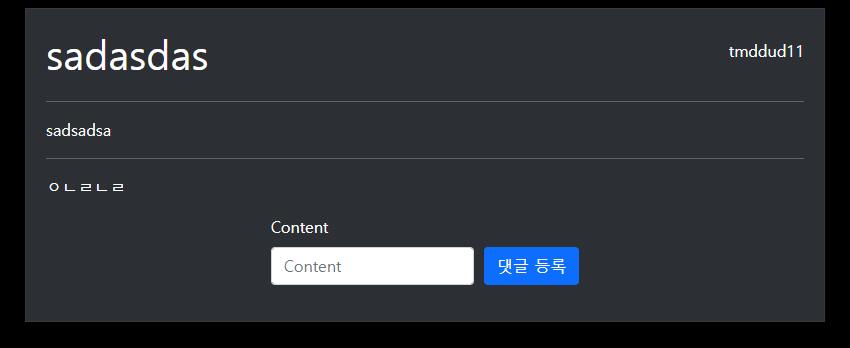 sadasdas
tmddud11
sadsadsa
ㅇㄴㄹㄴㄹ
Content
Content
댓글 등록